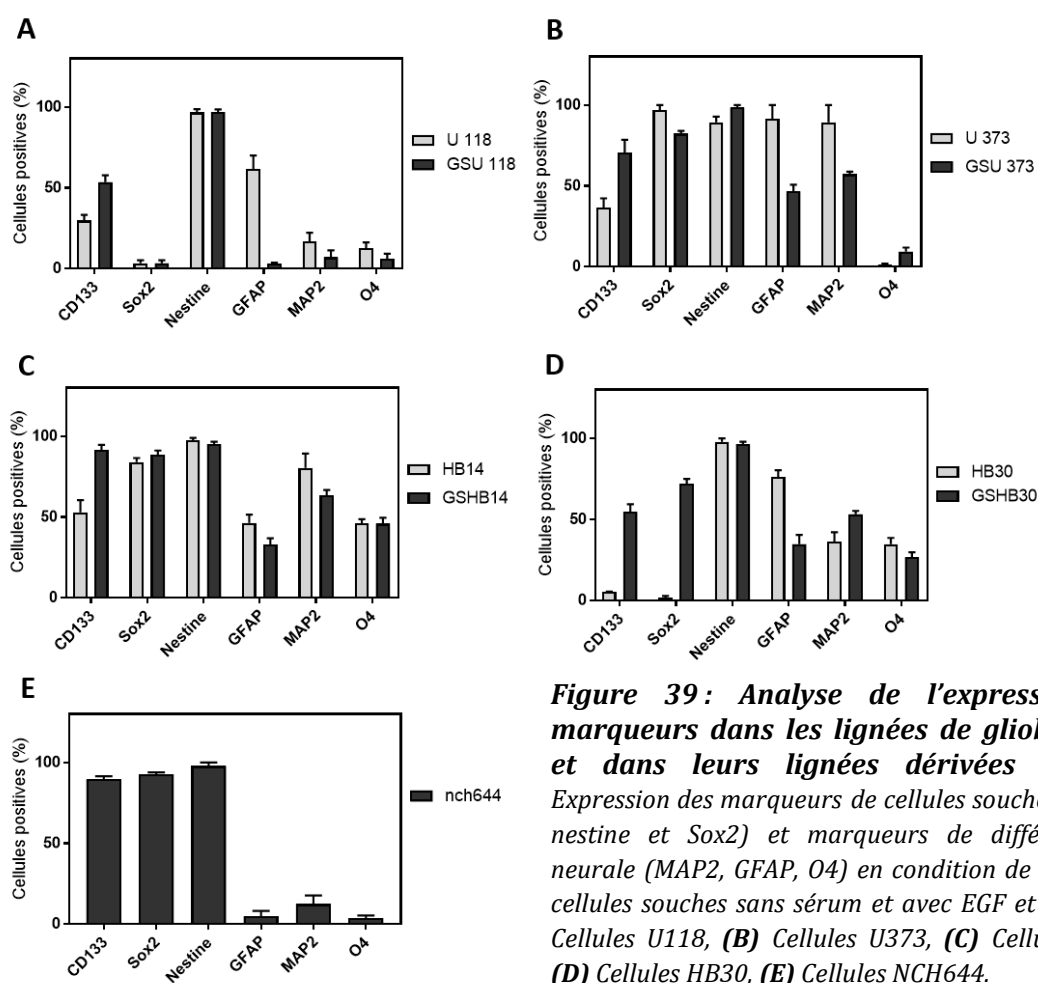 A
Cellules positives (%)
100
50
0
CD133
Sox2
Nestine
GFAP
MAP2
O4
U 118
GSU 118
B
Cellules positives (%)
100
50
0
CD133
Sox2
Nestine
GFAP
MAP2
O4
U 373
GSU 373
C
Cellules positives (%)
100
50
0
CD133
Sox2
Nestine
GFAP
MAP2
O4
HB14
GSHB14
D
Cellules positives (%)
100
50
0
CD133
Sox2
Nestine
GFAP
MAP2
O4
HB30
GSHB30
E
Cellules positives (%)
100
50
0
CD133
Sox2
Nestine
GFAP
MAP2
O4
nch644
Figure 39 : Analyse de l'express
marqueurs dans les lignées de gliol
et dans leurs lignées dérivées
Expression des marqueurs de cellules souche
nestine et Sox2) et marqueurs de différ
neurale (MAP2, GFAP, O4) en condition de
cellules souches sans sérum et avec EGF et
Cellules U118, (B) Cellules U373, (C) Cellu
(D) Cellules HB30, (E) Cellules NCH644.